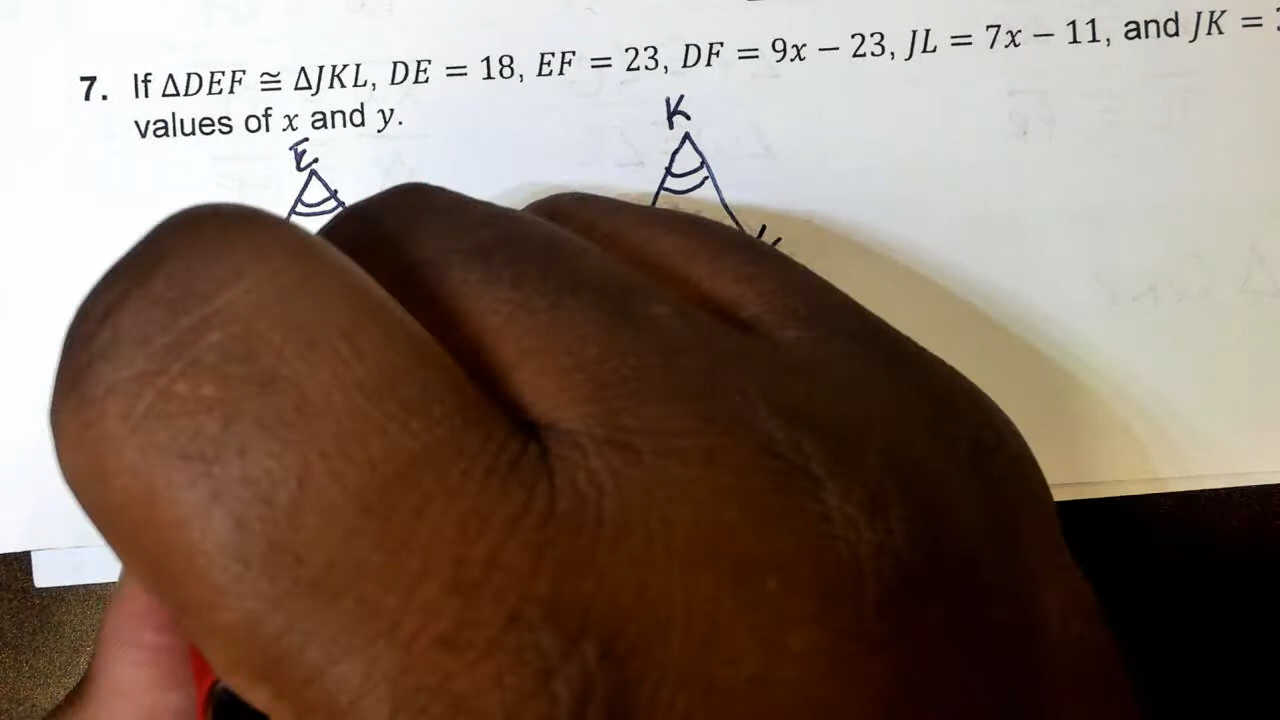 7. If ΔDEF ≅ ΔJKL, DE = 18, EF = 23, DF = 9x − 23, JL = 7x − 11, and JK =
values of x and y.
K
E